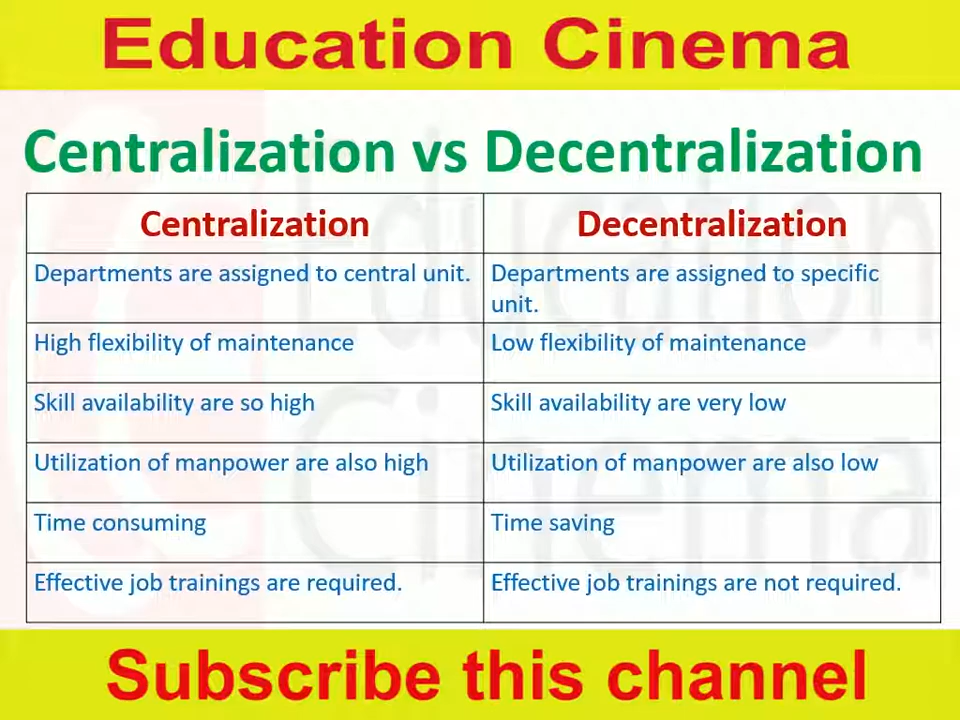 Education Cinema
Centralization vs Decentralization
Centralization
Decentralization
Departments are assigned to central unit.
Departments are assigned to specific
unit.
High flexibility of maintenance
Low flexibility of maintenance
Skill availability are so high
Skill availability are very low
Utilization of manpower are also high
Utilization of manpower are also low
Time consuming
Time saving
Effective job trainings are required.
Effective job trainings are not required.
Education
Cinema
Subscribe this channel